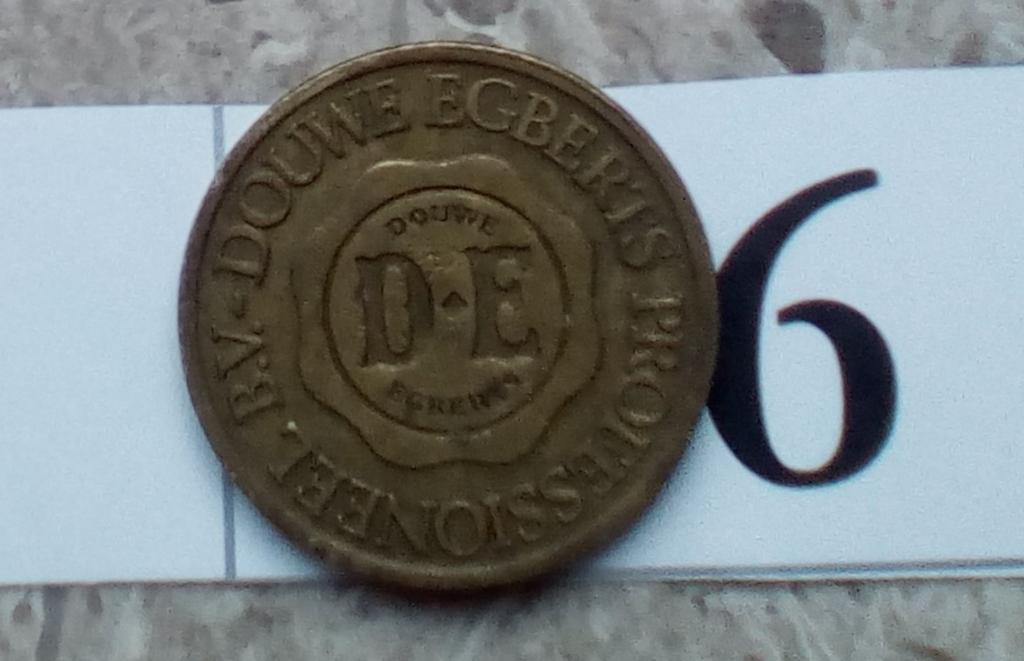 DOUWE EGBERTS PROFESSIONEEL B.V.-
DOUWE
D E
EGBERTS
6